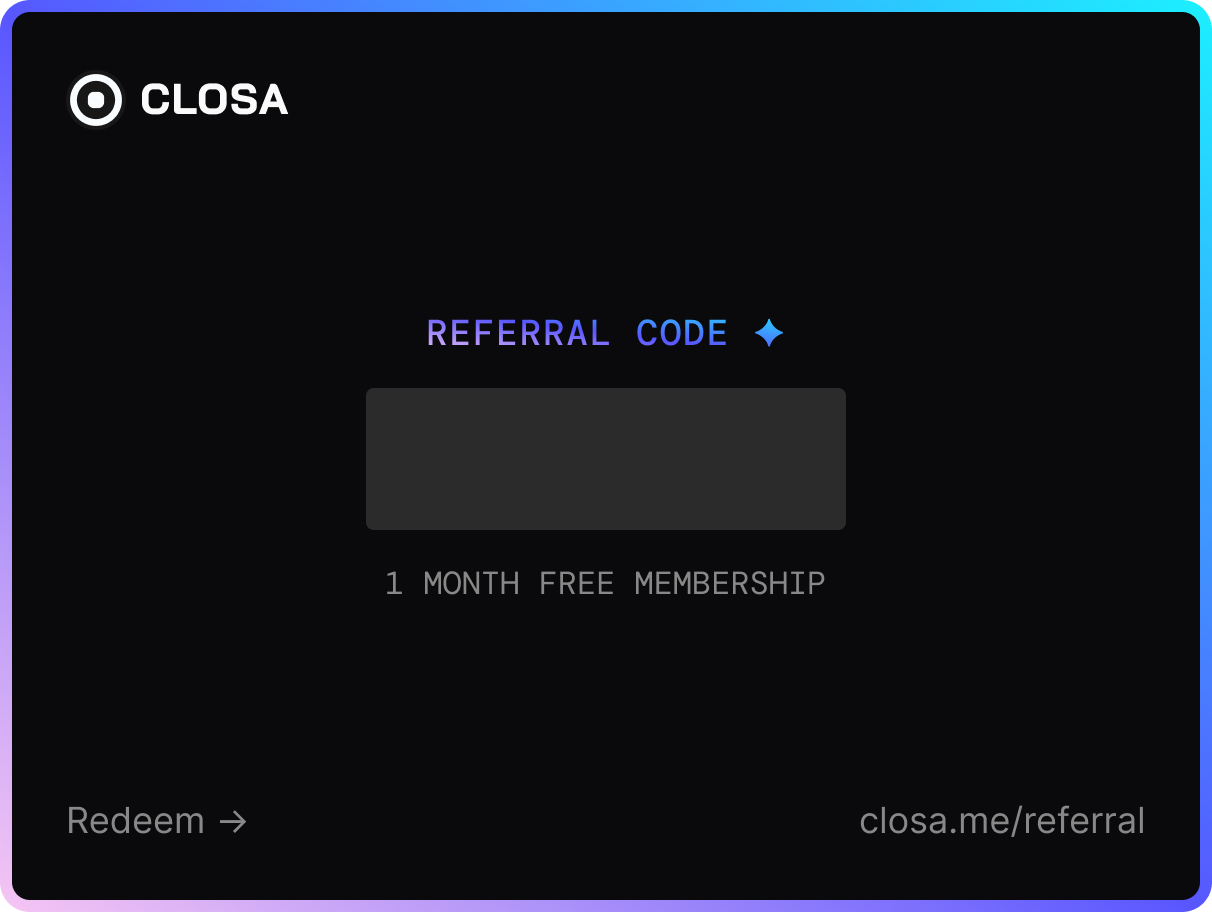 CLOSA
REFERRAL CODE
1 MONTH FREE MEMBERSHIP
Redeem →
closa.me/referral